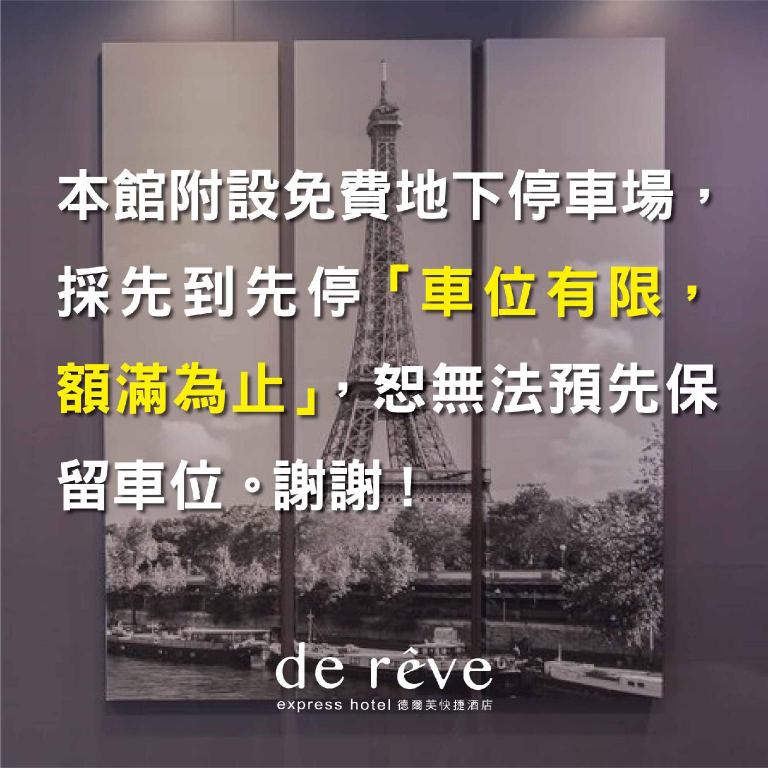 本館附設免費地下停車場，
採先到先停「車位有限，
額滿為止」，恕無法預先保
留車位。謝謝！
de rêve
express hotel 德爾芙快捷酒店